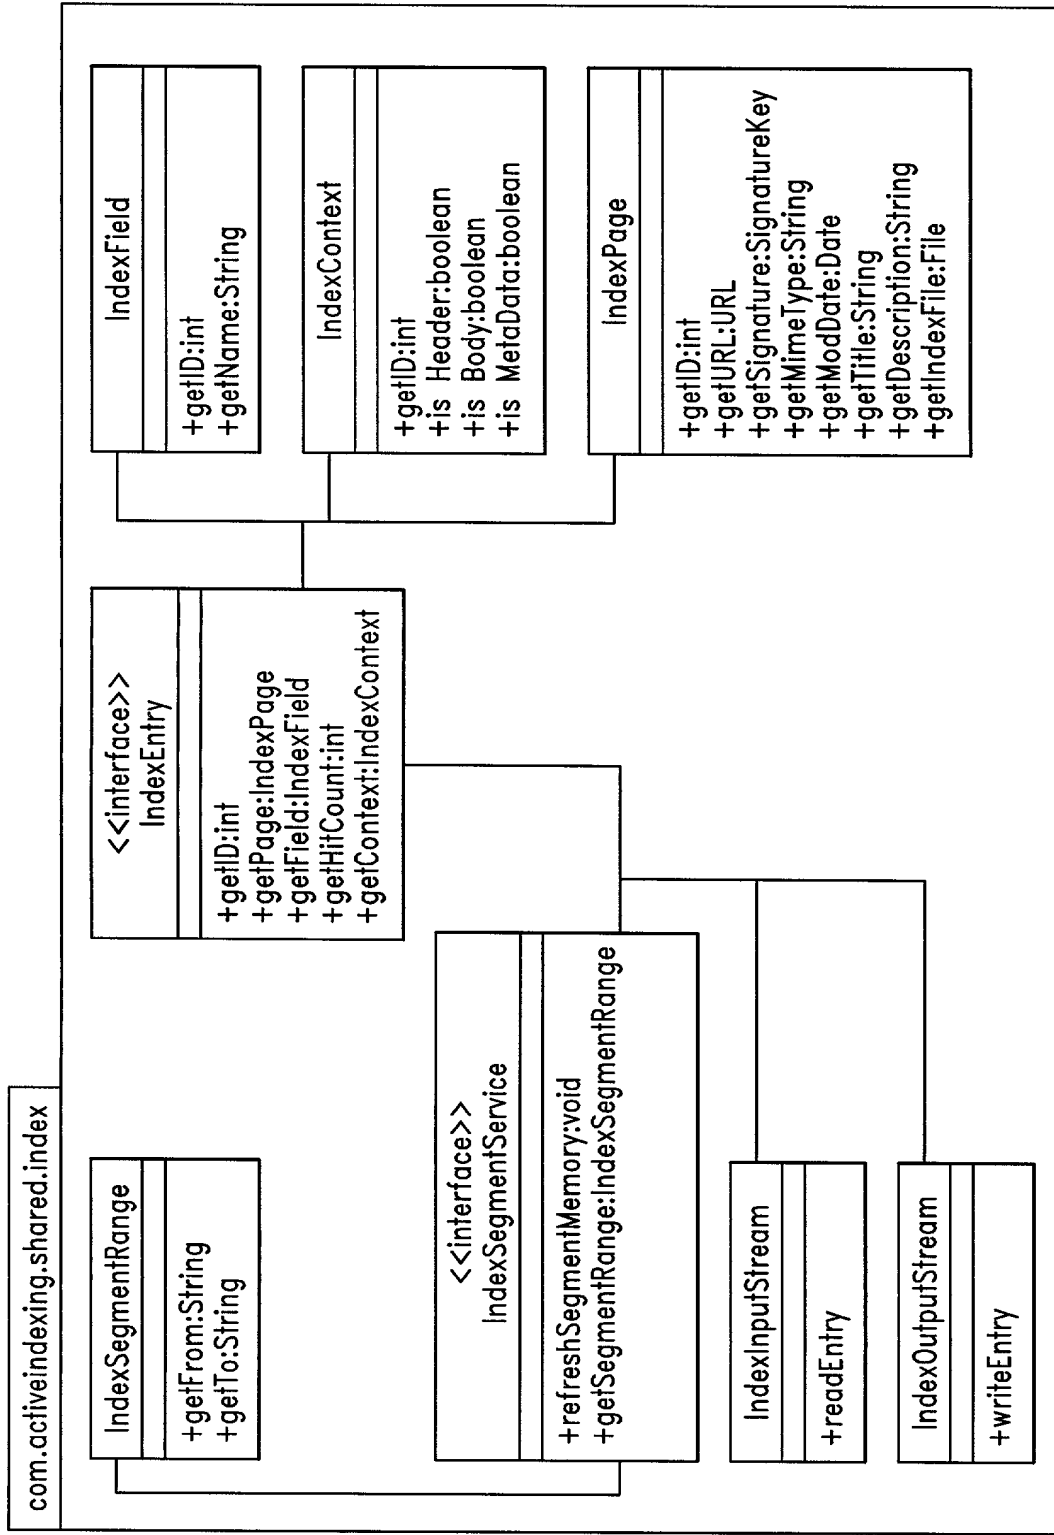 com.activeindexing.shared.index
IndexSegmentRange
+getFrom:String
+getTo:String
<<interface>>
IndexEntry
+getID:int
+getPage:IndexPage
+getField:IndexField
+getHitCount:int
+getContext:IndexContext
IndexField
+getID:int
+getName:String
IndexContext
+getID:int
+is Header:boolean
+is Body:boolean
+is MetaData:boolean
IndexPage
+getID:int
+getURL:URL
+getSignature:SignatureKey
+getMimeType:String
+getModDate:Date
+getTitle:String
+getDescription:String
+getIndexFile:File
<<interface>>
IndexSegmentService
+refreshSegmentMemory:void
+getSegmentRange:IndexSegmentRange
IndexInputStream
+readEntry
IndexOutputStream
+writeEntry